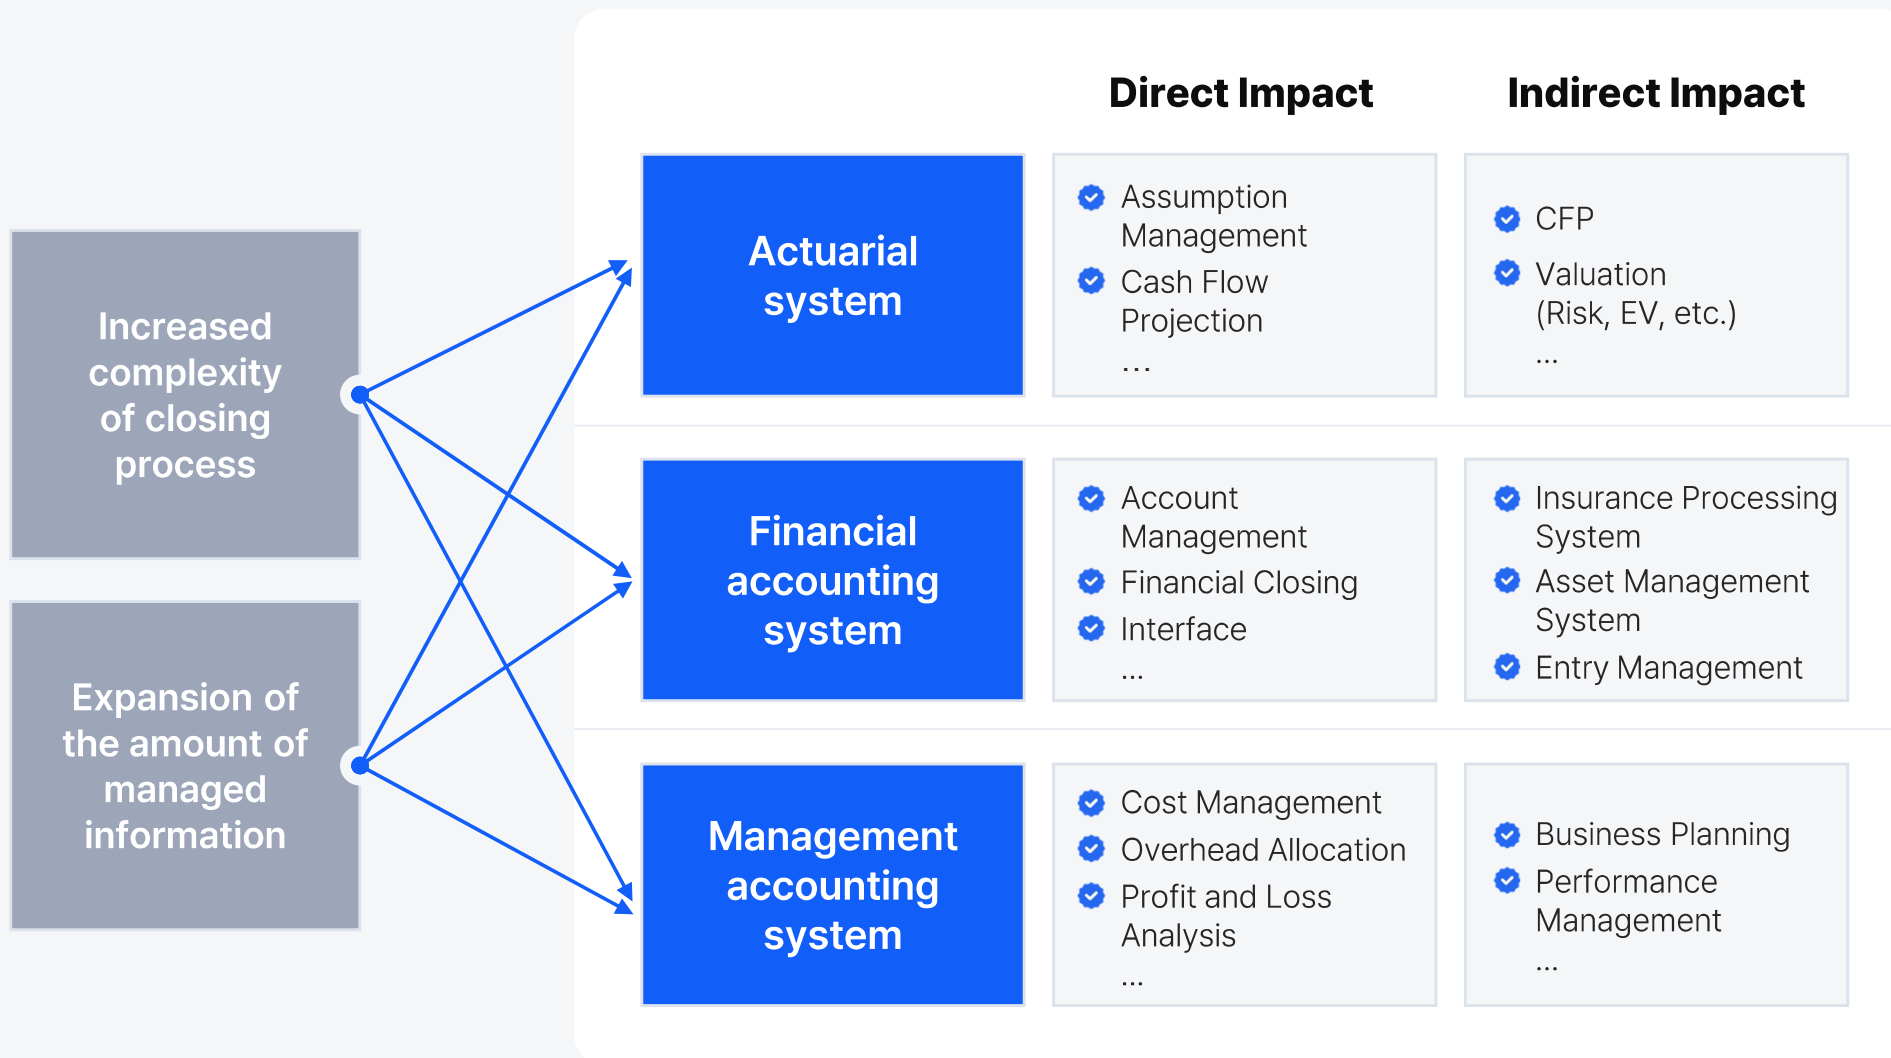 Direct Impact
Indirect Impact
Increased
complexity
of closing
process
Expansion of
the amount of
managed
information
Actuarial
system
Assumption
Management
Cash Flow
Projection
...
CFP
Valuation
(Risk, EV, etc.)
...
Financial
accounting
system
Account
Management
Financial Closing
Interface
...
Insurance Processing
System
Asset Management
System
Entry Management
Management
accounting
system
Cost Management
Overhead Allocation
Profit and Loss
Analysis
...
Business Planning
Performance
Management
...